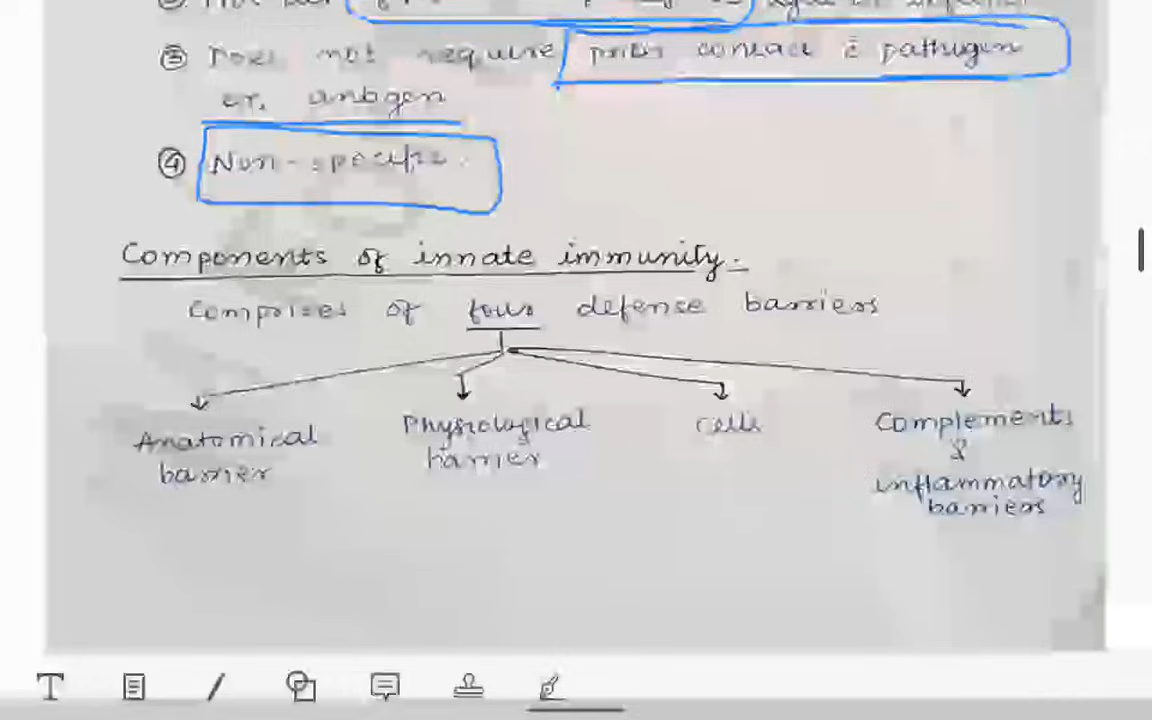 ③ Does not require prior contact c̄ pathogen
or, antigen
④ Non-specific.
Components of innate immunity:-
Comprises of four defense barriers
Anatomical
barrier
Physiological
barrier
Cells
Complements
&
inflammatory
barriers
T